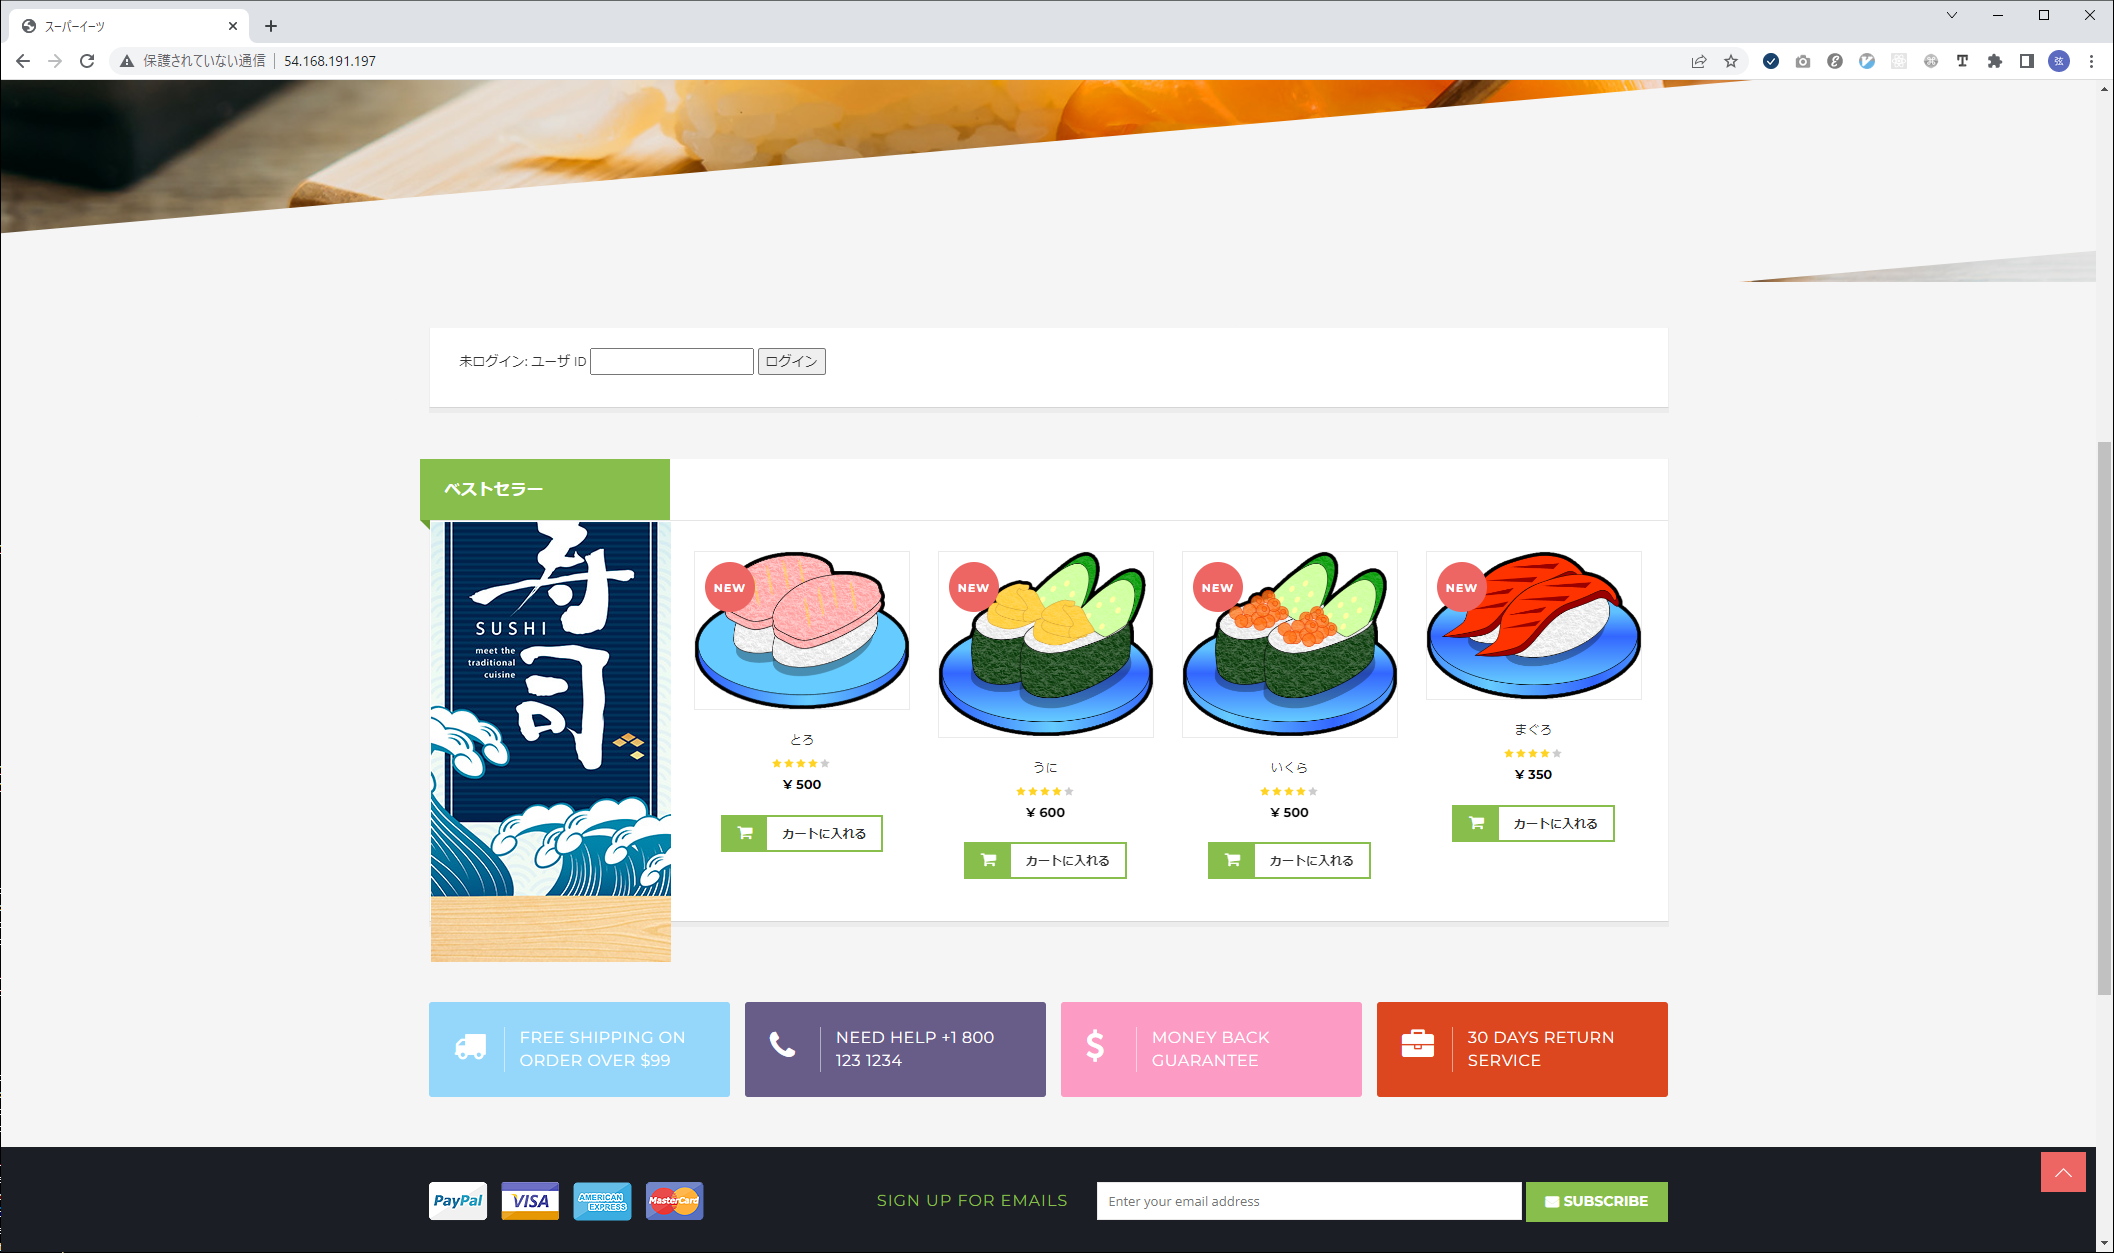 スーパーイーツ
保護されていない通信
54.168.191.197
弦
未ログイン: ユーザ ID
ログイン
ベストセラー
寿司
SUSHI
meet the
traditional
cuisine
NEW
NEW
NEW
NEW
とろ
¥ 500
カートに入れる
うに
¥ 600
カートに入れる
いくら
¥ 500
カートに入れる
まぐろ
¥ 350
カートに入れる
FREE SHIPPING ON
ORDER OVER $99
NEED HELP +1 800
123 1234
MONEY BACK
GUARANTEE
30 DAYS RETURN
SERVICE
PayPal
VISA
AMERICAN
EXPRESS
MasterCard
SIGN UP FOR EMAILS
Enter your email address
SUBSCRIBE